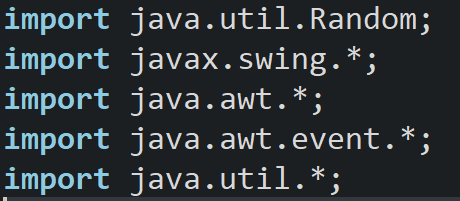 import java.util.Random;
import javax.swing.*;
import java.awt.*;
import java.awt.event.*;
import java.util.*;